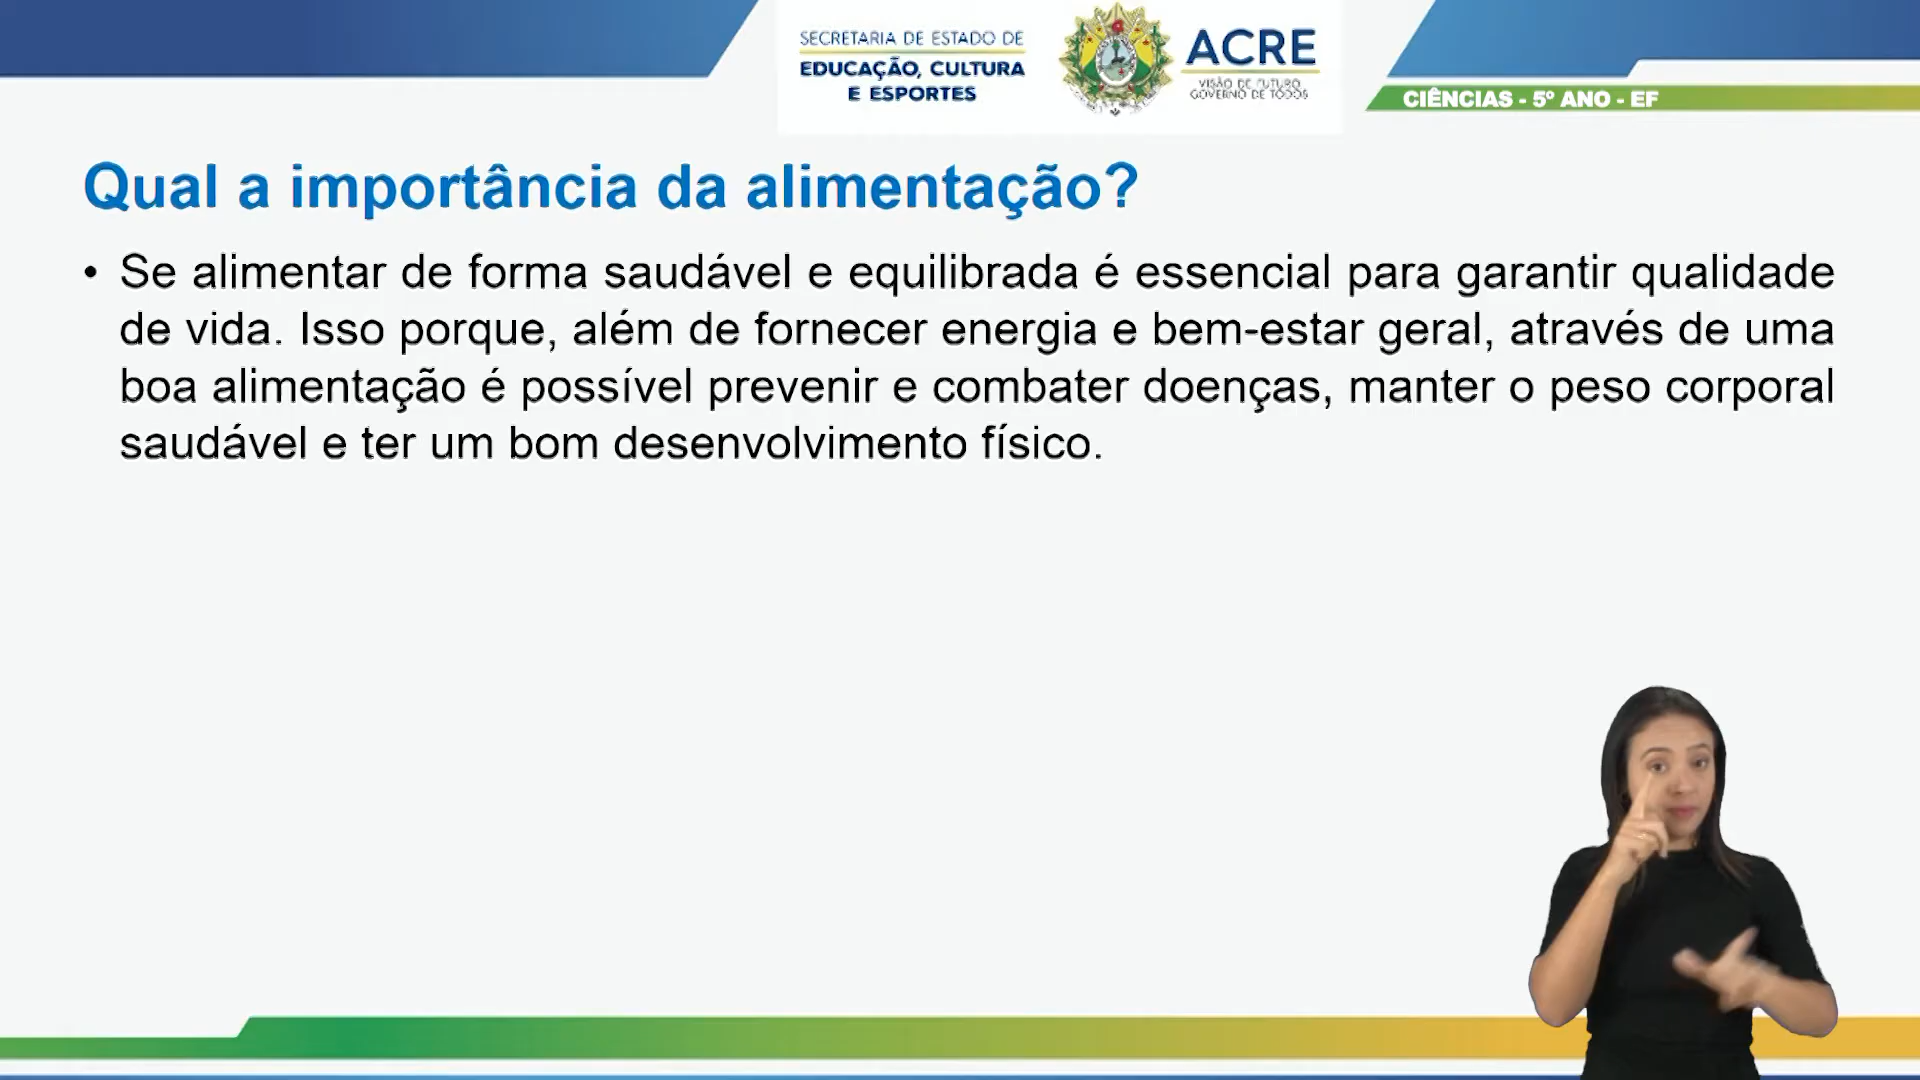 SECRETARIA DE ESTADO DE
EDUCAÇÃO, CULTURA
E ESPORTES
ACRE
VISÃO DE FUTURO
GOVERNO DE TODOS
CIÊNCIAS - 5º ANO - EF
Qual a importância da alimentação?
• Se alimentar de forma saudável e equilibrada é essencial para garantir qualidade
de vida. Isso porque, além de fornecer energia e bem-estar geral, através de uma
boa alimentação é possível prevenir e combater doenças, manter o peso corporal
saudável e ter um bom desenvolvimento físico.